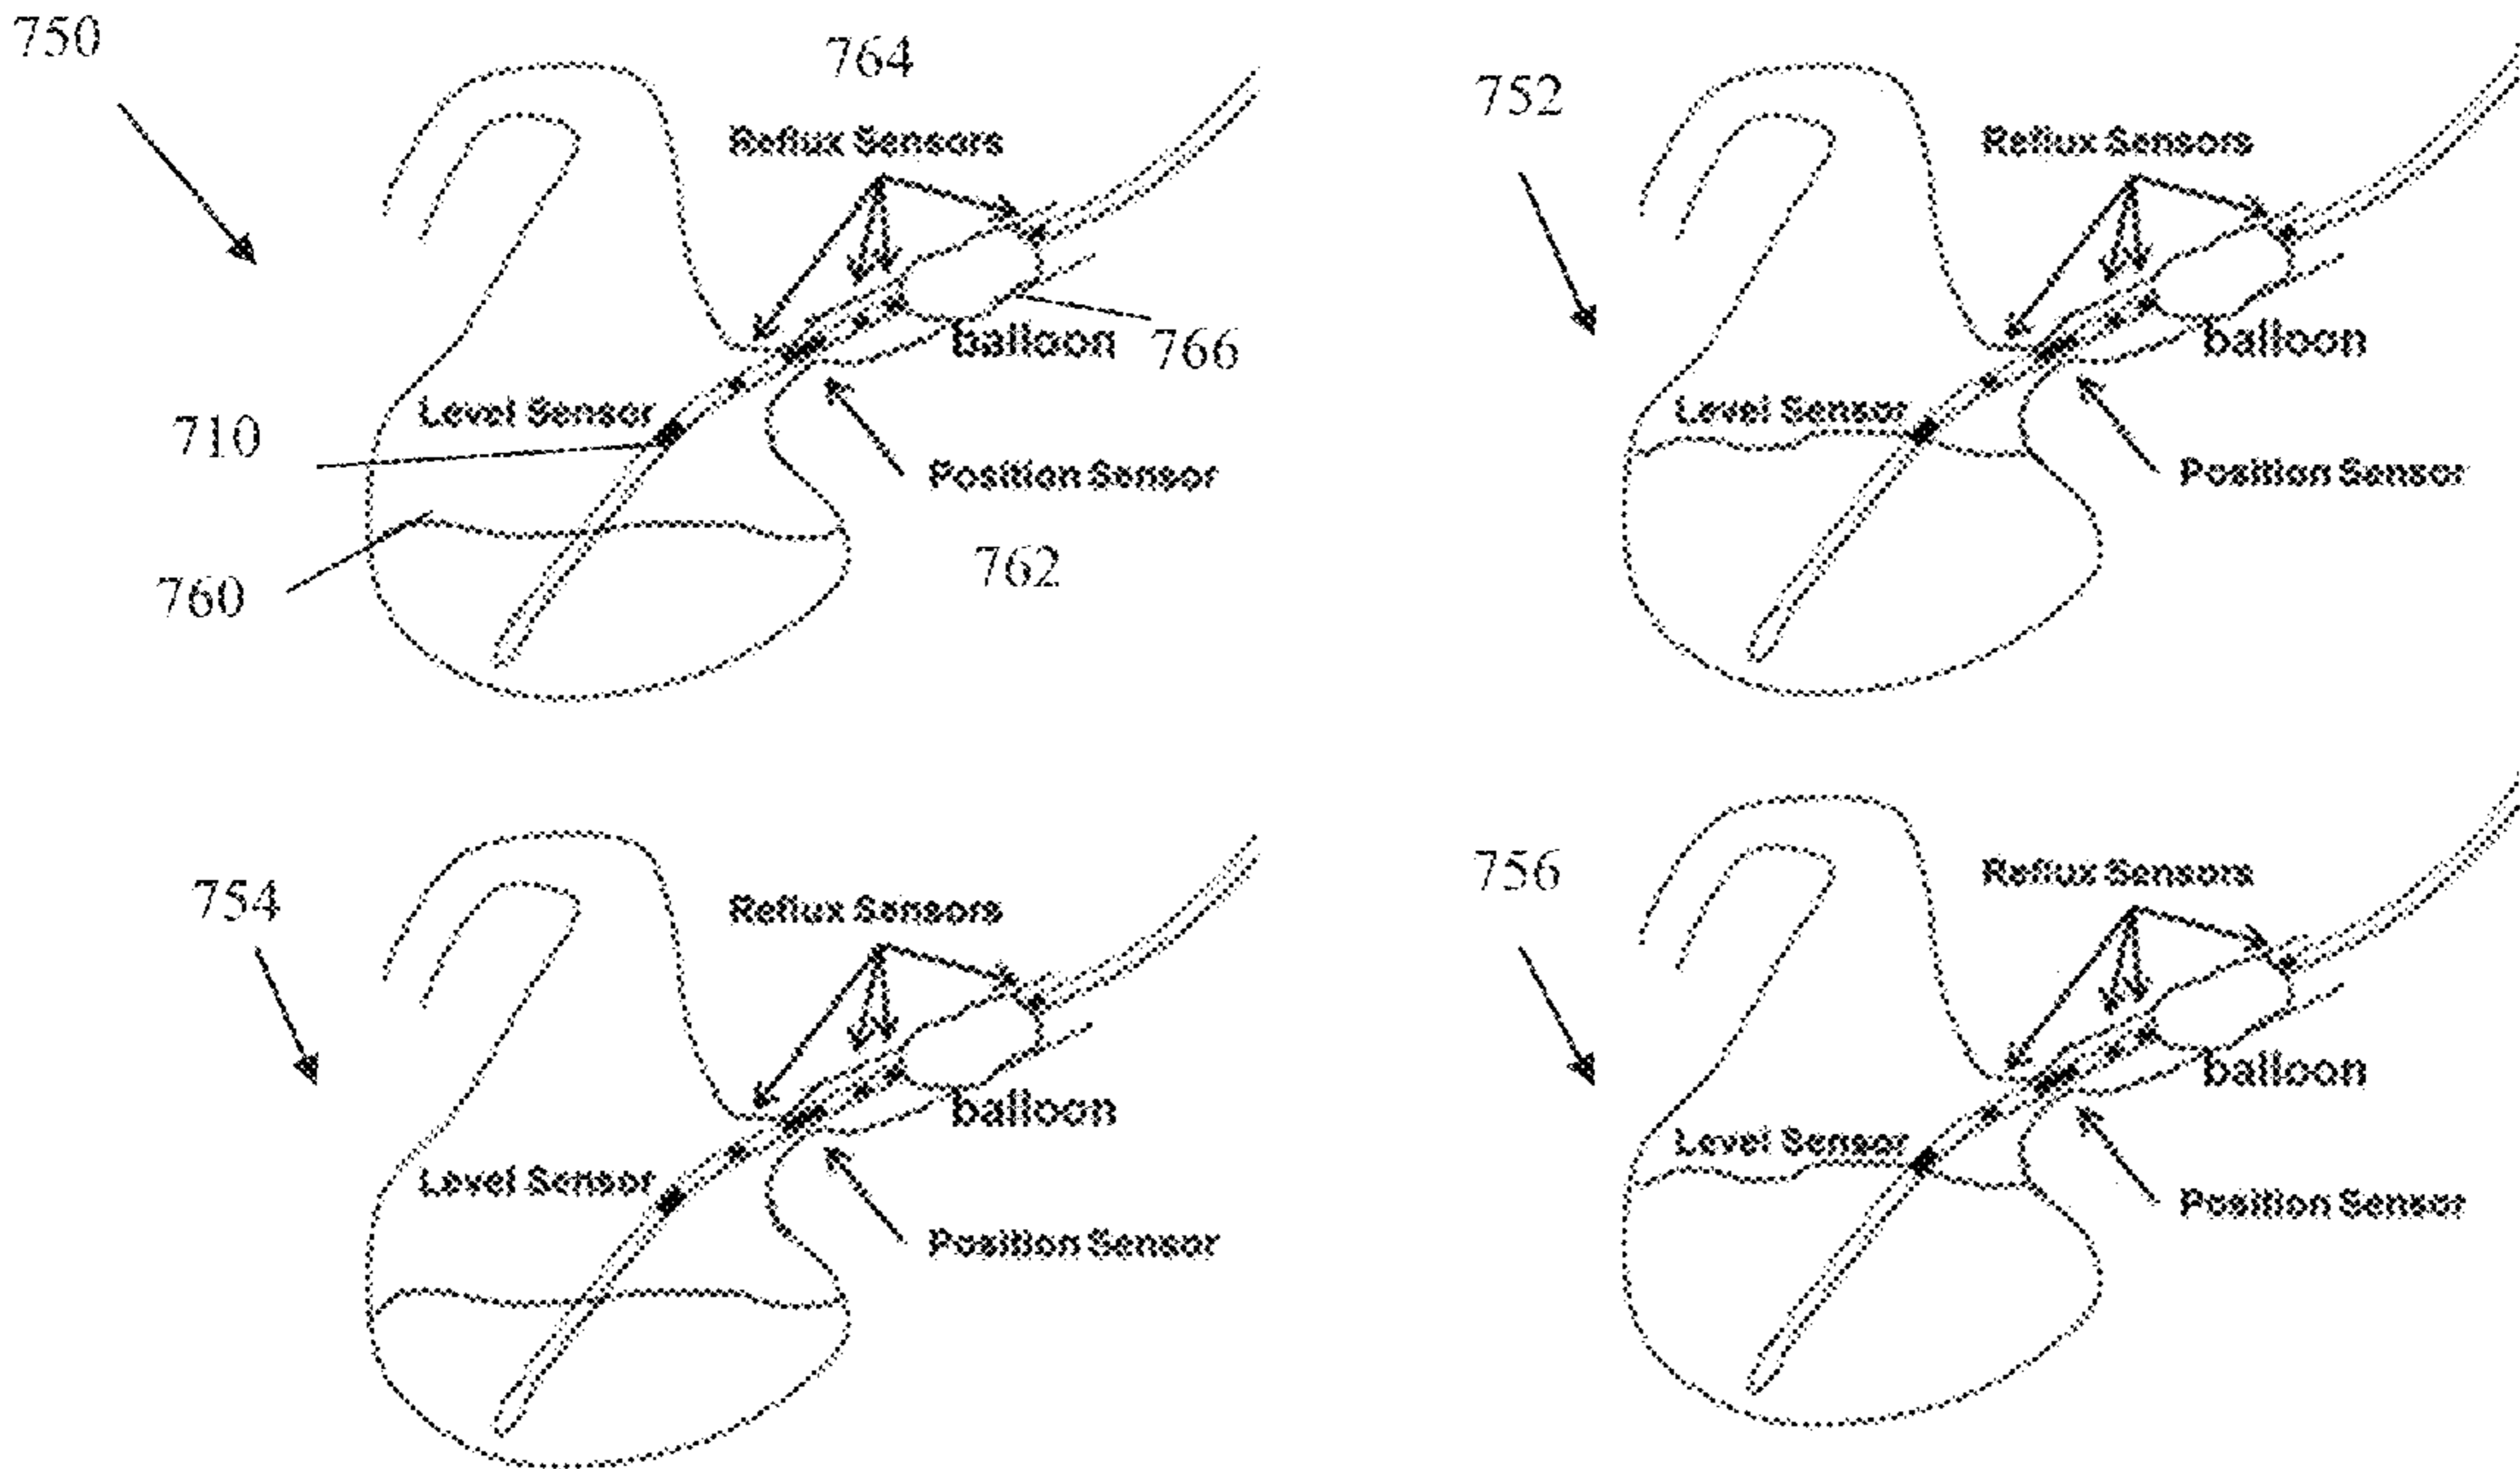 750
764
Reflux Sensors
balloon
766
Level Sensor
710
Position Sensor
762
760
752
Reflux Sensors
balloon
Level Sensor
Position Sensor
754
Reflux Sensors
balloon
Level Sensor
Position Sensor
756
Reflux Sensors
balloon
Level Sensor
Position Sensor